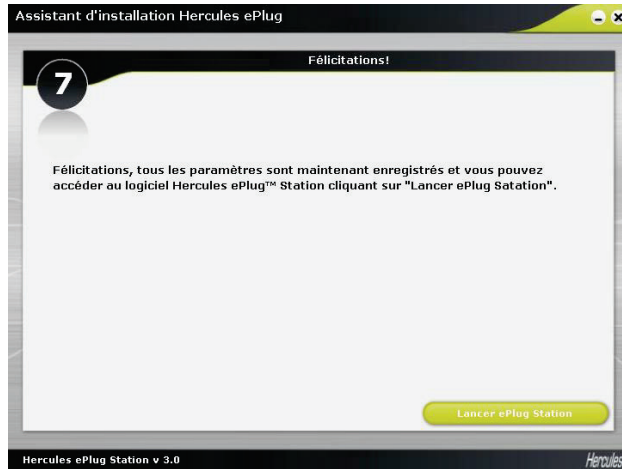 Assistant d'installation Hercules ePlug
Félicitations!
7
Félicitations, tous les paramètres sont maintenant enregistrés et vous pouvez
accéder au logiciel Hercules ePlug™ Station cliquant sur "Lancer ePlug Satation".
Lancer ePlug Station
Hercules ePlug Station v 3.0
Hercules